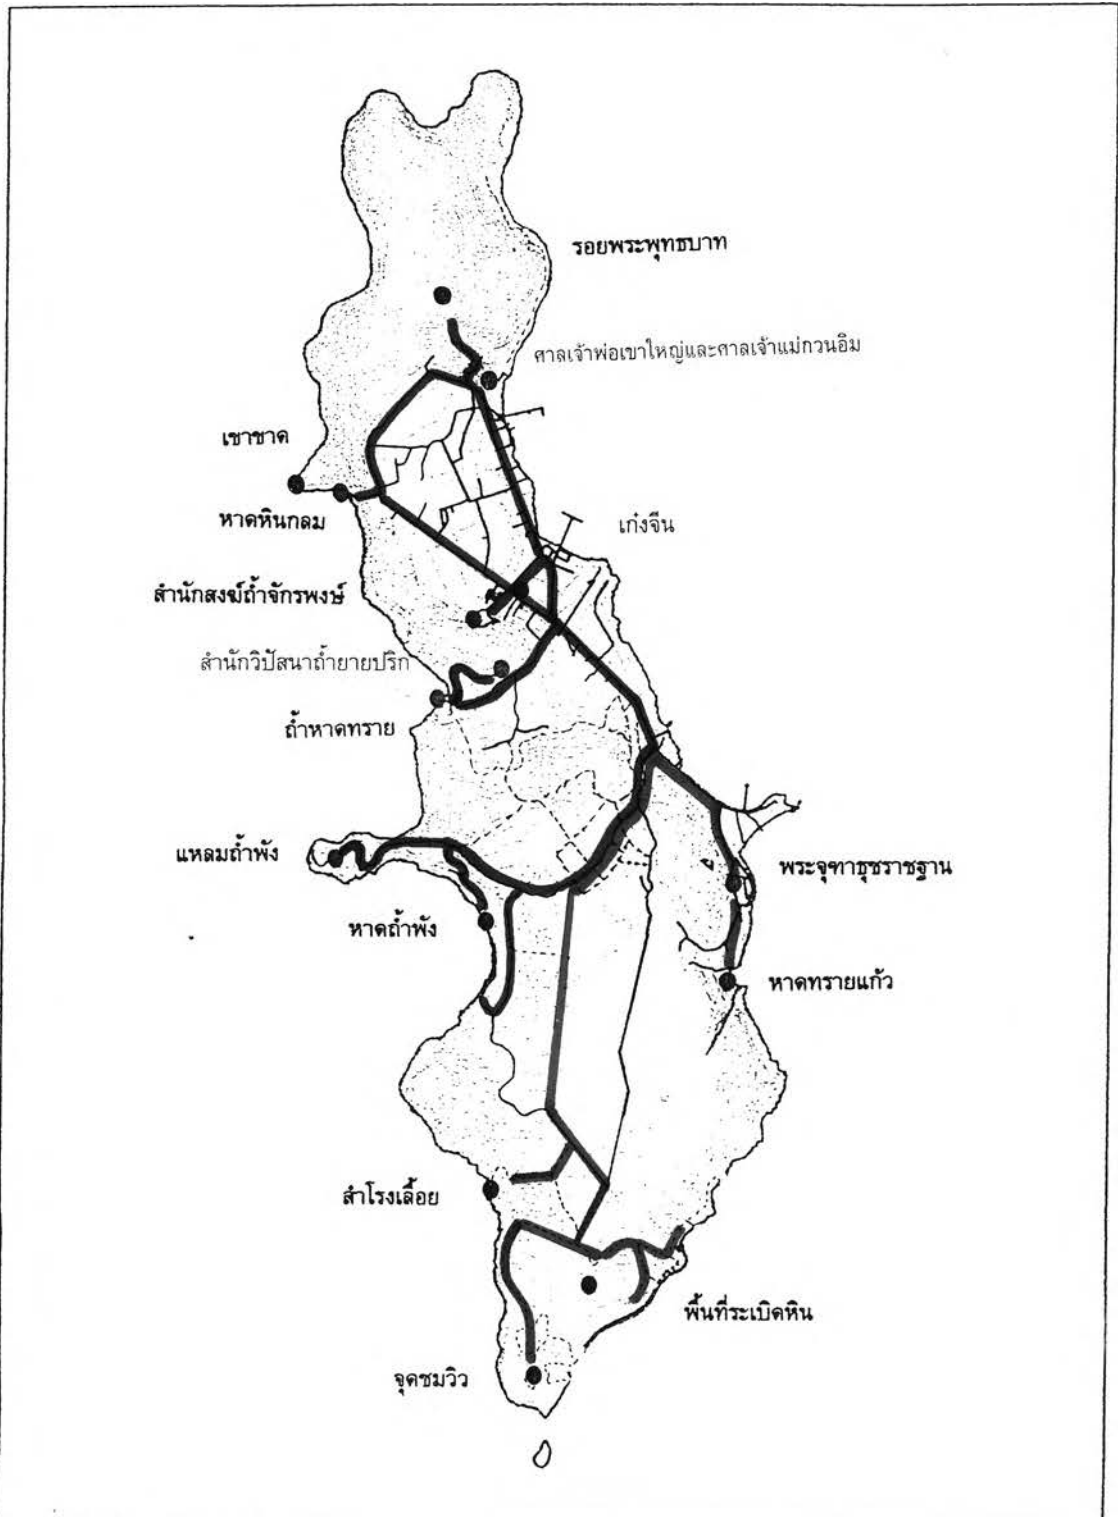 รอยพระพุทธบาท
ศาลเจ้าพ่อเขาใหญ่และศาลเจ้าแม่กวนอิม
เขาขาด
หาดหินกลม
เก๋งจีน
สำนักสงฆ์ถ้ำจักรพงษ์
สำนักวิปัสนาถ้ำยายปริก
ถ้ำหาดทราย
แหลมถ้ำพัง
พระจุฑาธุชราชฐาน
หาดถ้ำพัง
หาดทรายแก้ว
สำโรงเลื้อย
พื้นที่ระเบิดหิน
จุดชมวิว